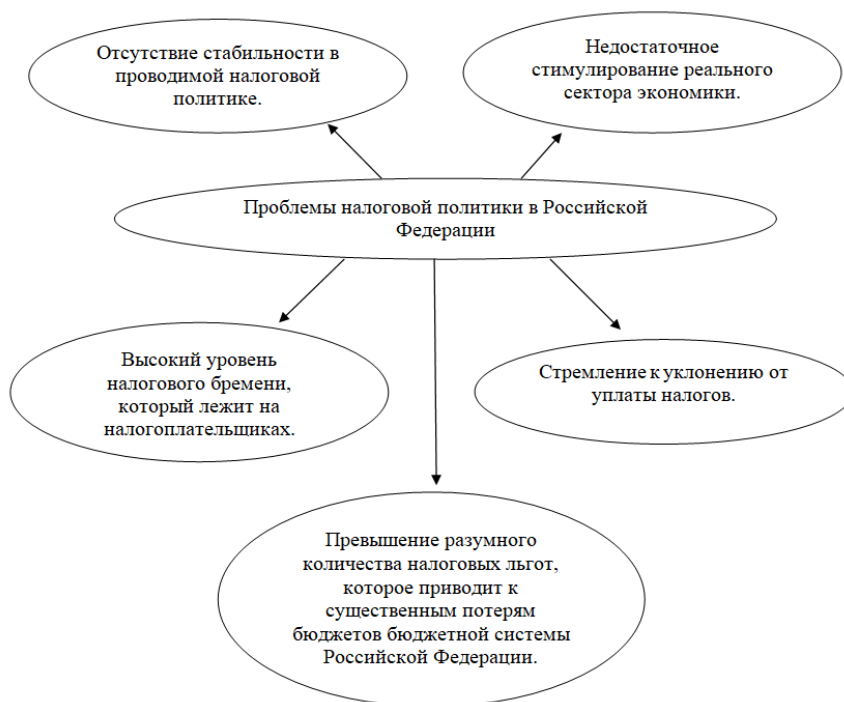 Отсутствие стабильности в
проводимой налоговой
политике.
Недостаточное
стимулирование реального
сектора экономики.
Проблемы налоговой политики в Российской
Федерации
Высокий уровень
налогового бремени,
который лежит на
налогоплательщиках.
Стремление к уклонению от
уплаты налогов.
Превышение разумного
количества налоговых льгот,
которое приводит к
существенным потерям
бюджетов бюджетной системы
Российской Федерации.